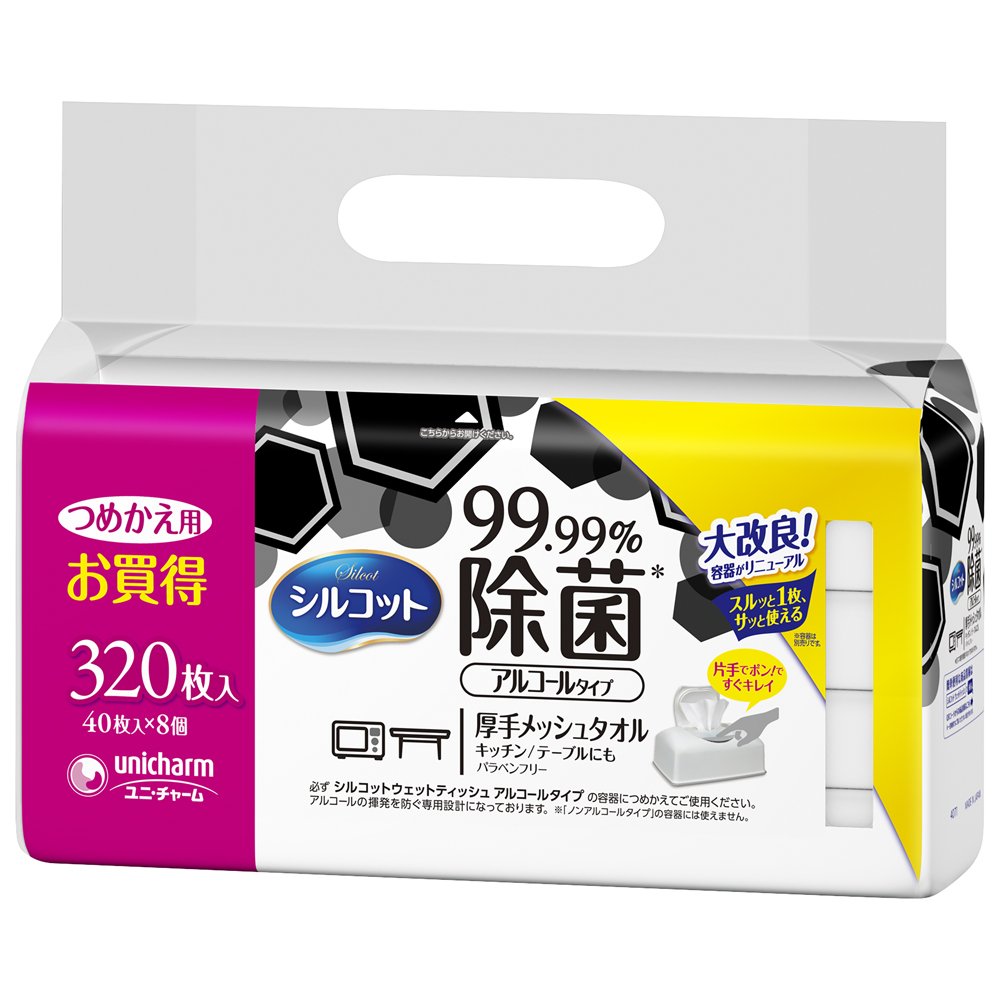 こちらからお開けください。
つめかえ用
お買得
320枚入
40枚入×8個
unicharm
ユニ・チャーム
Silcot
シルコット
99.99%
除菌*
アルコールタイプ
厚手メッシュタオル
キッチン/テーブルにも
パラベンフリー
大改良!
容器がリニューアル
スルッと1枚、
サッと使える
※容器は
別売りです。
片手でポン!で
すぐキレイ
必ず シルコットウェットティッシュ アルコールタイプ の容器につめかえてご使用ください。
アルコールの揮発を防ぐ専用設計になっております。※「ノンアルコールタイプ」の容器には使えません。
99.99%
除菌
シルコット